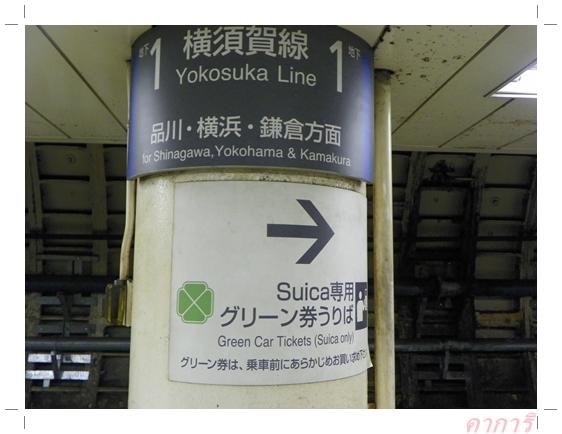 地下 1 横須賀線 1 地下
Yokosuka Line
品川・横浜・鎌倉方面
for Shinagawa, Yokohama & Kamakura
Suica専用
グリーン券うりば
Green Car Tickets (Suica only)
グリーン券は、乗車前にあらかじめお買い
คาการิ